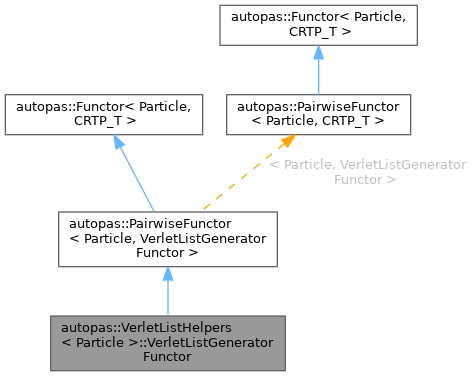 autopas::Functor< Particle,
CRTP_T >
autopas::Functor< Particle,
CRTP_T >
autopas::PairwiseFunctor
< Particle, CRTP_T >
< Particle, VerletListGenerator
Functor >
autopas::PairwiseFunctor
< Particle, VerletListGenerator
Functor >
autopas::VerletListHelpers
< Particle >::VerletListGenerator
Functor